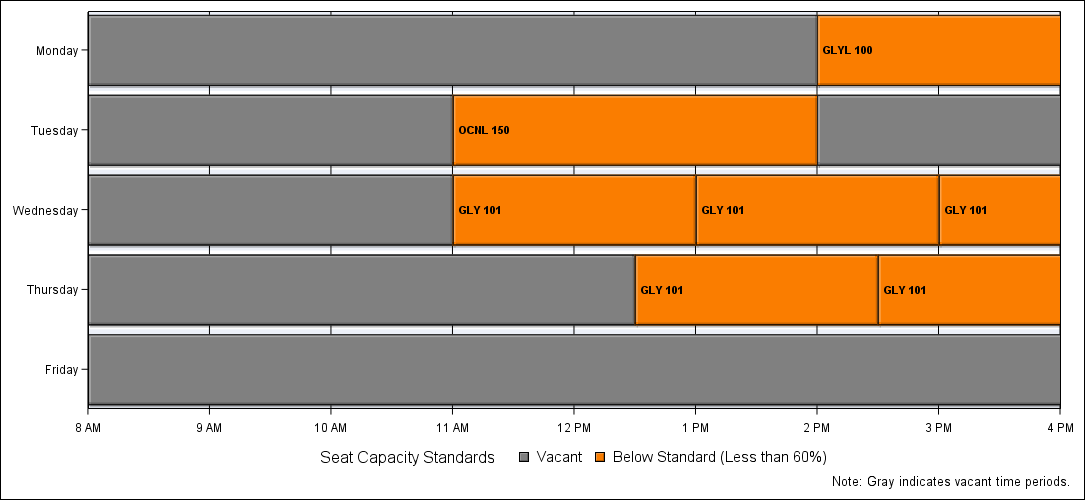 Monday
GLYL 100
Tuesday
OCNL 150
Wednesday
GLY 101
GLY 101
GLY 101
Thursday
GLY 101
GLY 101
Friday
8 AM 9 AM 10 AM 11 AM 12 PM 1 PM 2 PM 3 PM 4 PM
Seat Capacity Standards Vacant Below Standard (Less than 60%)
Note: Gray indicates vacant time periods.